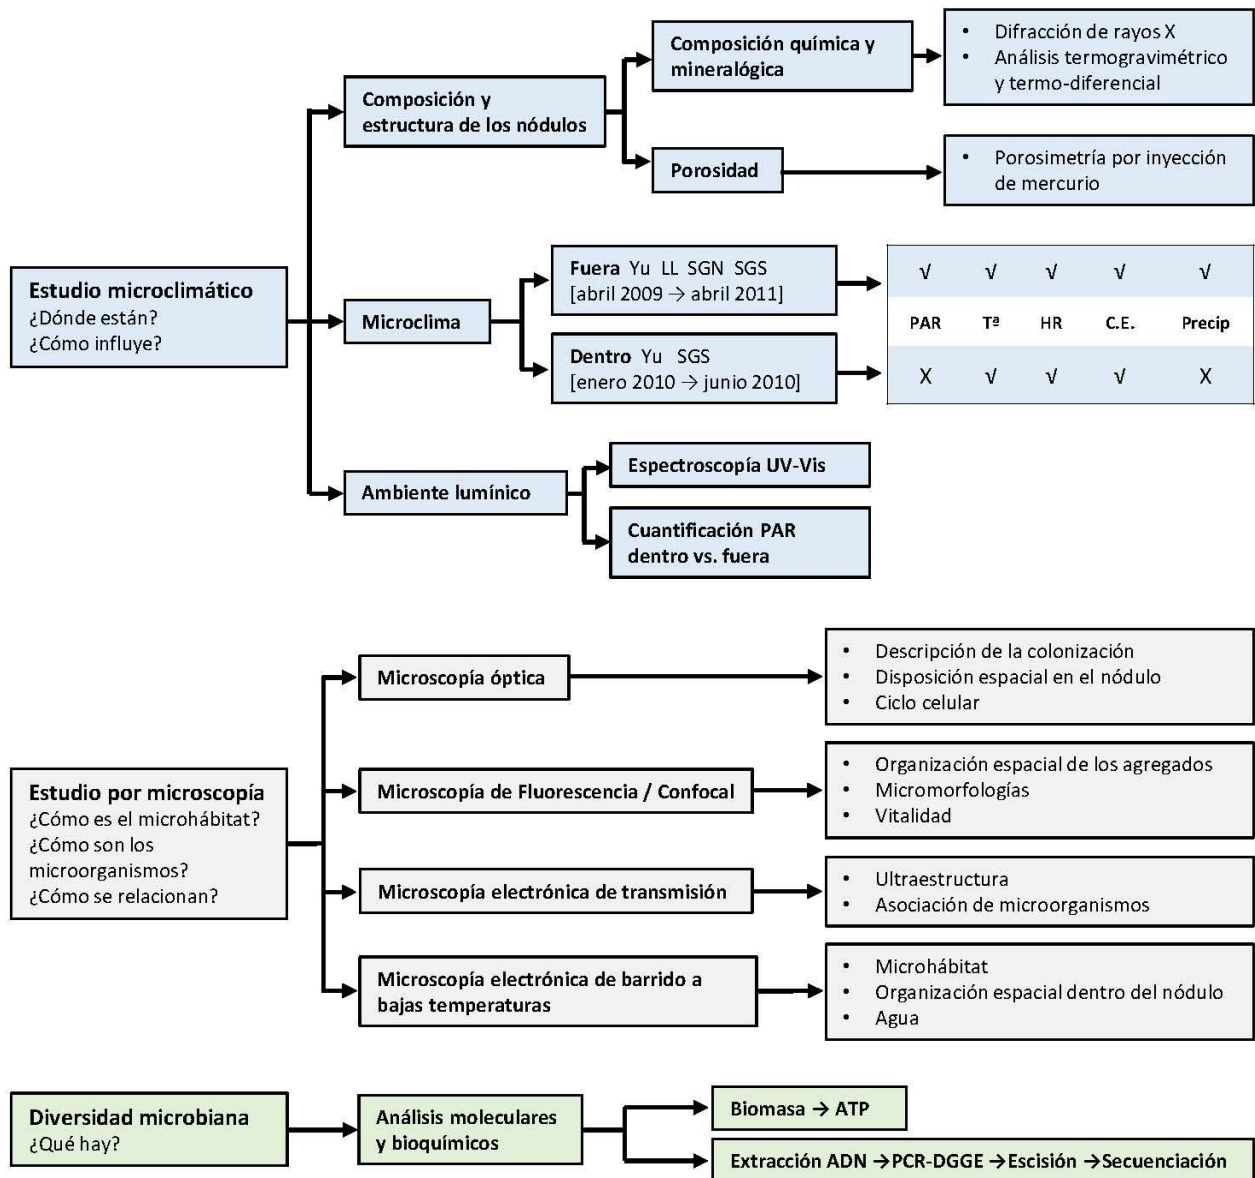 Estudio microclimático
¿Dónde están?
¿Cómo influye?
Composición y
estructura de los nódulos
Composición química y
mineralógica
• Difracción de rayos X
• Análisis termogravimétrico
y termo-diferencial
Porosidad
• Porosimetría por inyección
de mercurio
Microclima
Fuera Yu LL SGN SGS
[abril 2009 → abril 2011]
Dentro Yu SGS
[enero 2010 → junio 2010]
√ √ √ √ √
PAR Tª HR C.E. Precip
X √ √ √ X
Ambiente lumínico
Espectroscopía UV-Vis
Cuantificación PAR
dentro vs. fuera
Estudio por microscopía
¿Cómo es el microhábitat?
¿Cómo son los
microorganismos?
¿Cómo se relacionan?
Microscopía óptica
• Descripción de la colonización
• Disposición espacial en el nódulo
• Ciclo celular
Microscopía de Fluorescencia / Confocal
• Organización espacial de los agregados
• Micromorfologías
• Vitalidad
Microscopía electrónica de transmisión
• Ultraestructura
• Asociación de microorganismos
Microscopía electrónica de barrido a
bajas temperaturas
• Microhábitat
• Organización espacial dentro del nódulo
• Agua
Diversidad microbiana
¿Qué hay?
Análisis moleculares
y bioquímicos
Biomasa → ATP
Extracción ADN →PCR-DGGE →Escisión →Secuenciación